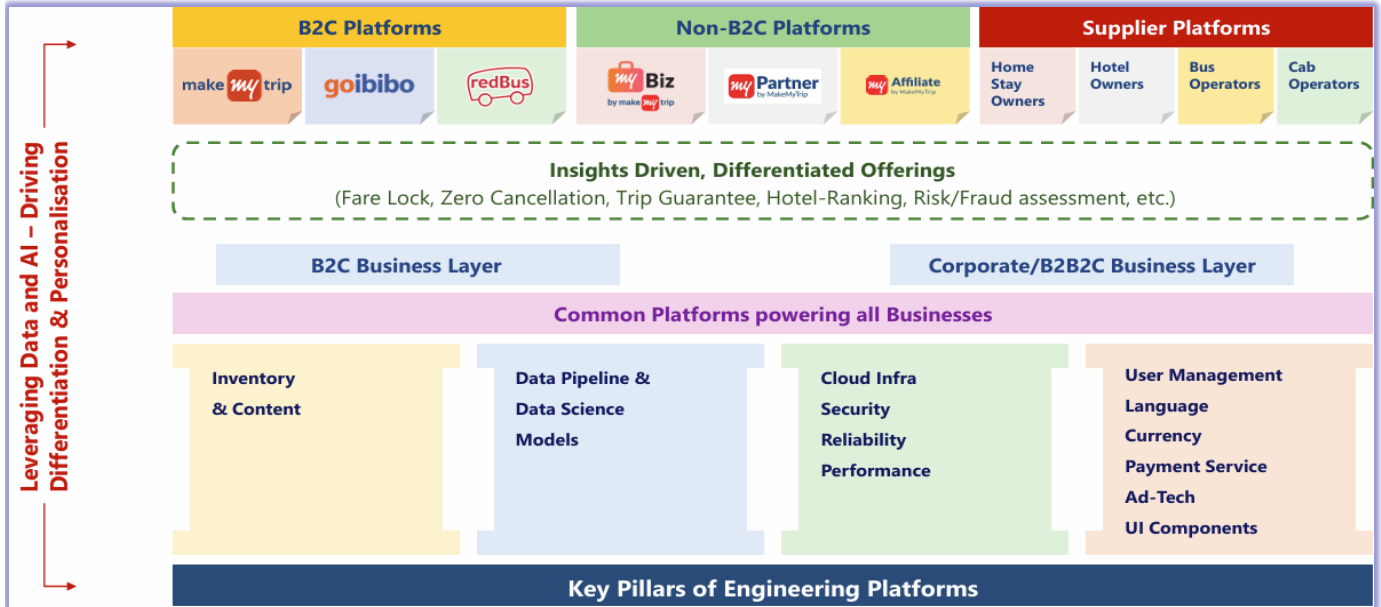 B2C Platforms
Non-B2C Platforms
Supplier Platforms
make my trip
goibibo
redBus
my Biz
by make my trip
my Partner
by MakeMyTrip
my Affiliate
by MakeMyTrip
Home
Stay
Owners
Hotel
Owners
Bus
Operators
Cab
Operators
Leveraging Data and AI – Driving
Differentiation & Personalisation
Insights Driven, Differentiated Offerings
(Fare Lock, Zero Cancellation, Trip Guarantee, Hotel-Ranking, Risk/Fraud assessment, etc.)
B2C Business Layer
Corporate/B2B2C Business Layer
Common Platforms powering all Businesses
Inventory
& Content
Data Pipeline &
Data Science
Models
Cloud Infra
Security
Reliability
Performance
User Management
Language
Currency
Payment Service
Ad-Tech
UI Components
Key Pillars of Engineering Platforms